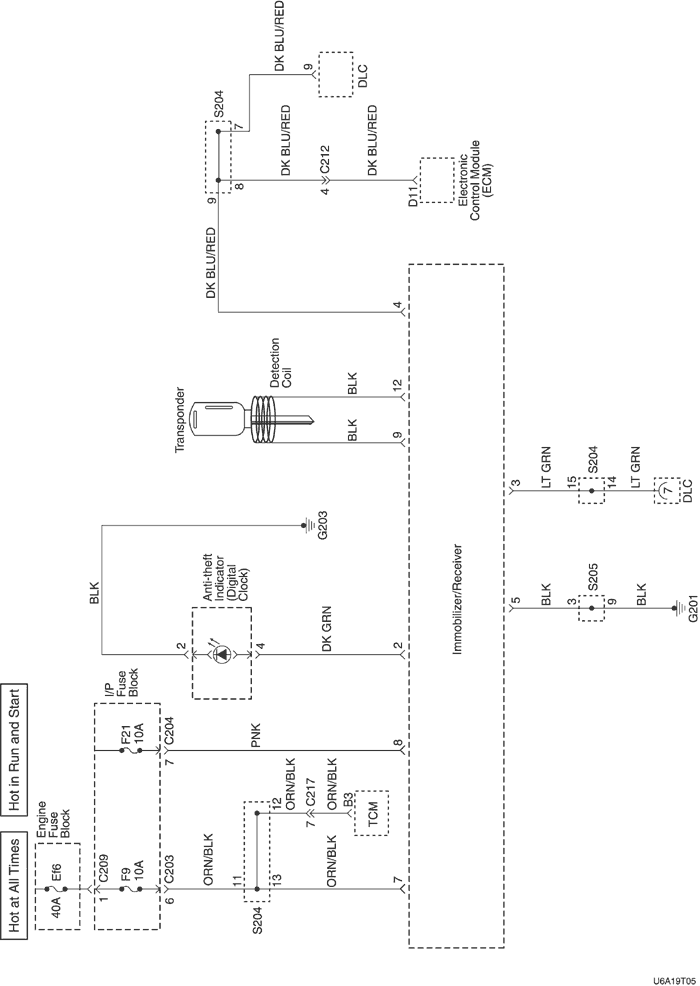 Hot at All Times
Hot in Run and Start
Engine
Fuse
Block
40A
Ef6
1
C209
I/P
Fuse
Block
F9
10A
F21
10A
6
C203
7
C204
ORN/BLK
PNK
S204
11
12
13
ORN/BLK
7
C217
ORN/BLK
B3
TCM
ORN/BLK
7
8
BLK
2
Anti-theft
Indicator
(Digital
Clock)
4
DK GRN
2
G203
Transponder
Detection
Coil
BLK
BLK
9
12
S204
9
7
8
DK BLU/RED
DK BLU/RED
9
DLC
DK BLU/RED
4
C212
DK BLU/RED
D11
Electronic
Control Module
(ECM)
4
Immobilizer/Receiver
5
BLK
3
S205
9
BLK
G201
3
LT GRN
15
S204
14
LT GRN
7
DLC
U6A19T05